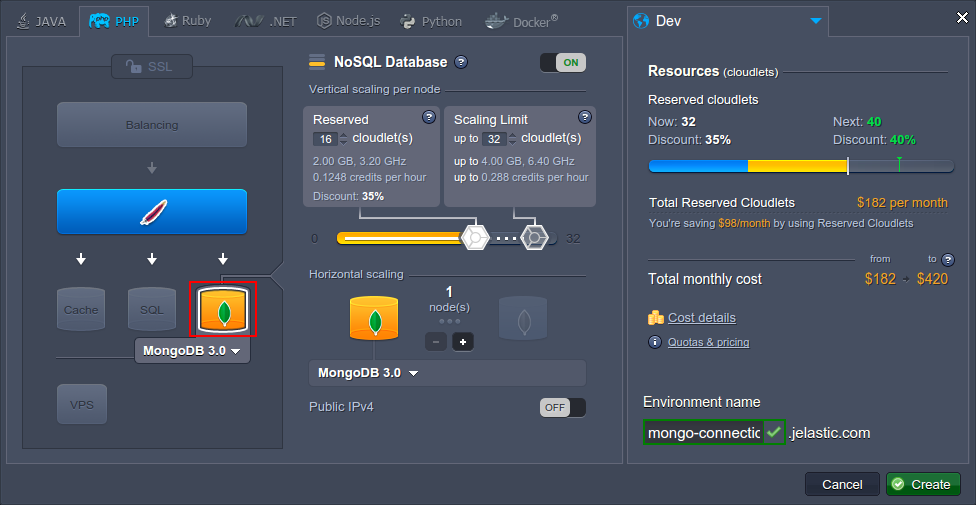 JAVA PHP Ruby .NET Node.js Python Docker®
SSL
Balancing
Cache
SQL
MongoDB 3.0
VPS
NoSQL Database ?
ON
Vertical scaling per node
Reserved ?
16 cloudlet(s)
2.00 GB, 3.20 GHz
0.1248 credits per hour
Discount: 35%
Scaling Limit ?
up to 32 cloudlet(s)
up to 4.00 GB, 6.40 GHz
up to 0.288 credits per hour
0
32
Horizontal scaling
1
node(s)
- +
MongoDB 3.0
Public IPv4
OFF
Dev
Resources (cloudlets)
Reserved cloudlets
Now: 32 Next: 40
Discount: 35% Discount: 40%
Total Reserved Cloudlets $182 per month
You're saving $98/month by using Reserved Cloudlets
from to ?
Total monthly cost $182 $420
Cost details
Quotas & pricing
Environment name
mongo-connectio .jelastic.com
Cancel Create